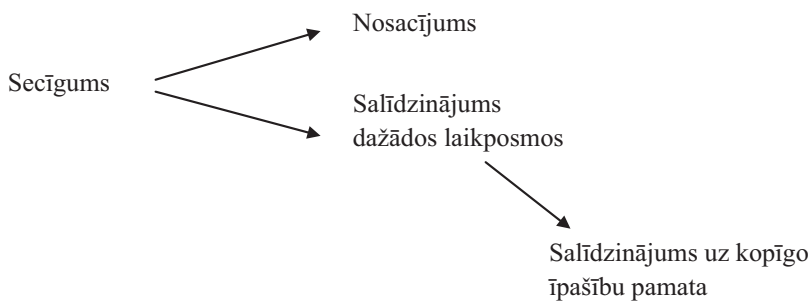 Nosacījums
Secīgums
Salīdzinājums
dažādos laikposmos
Salīdzinājums uz kopīgo
īpašību pamata